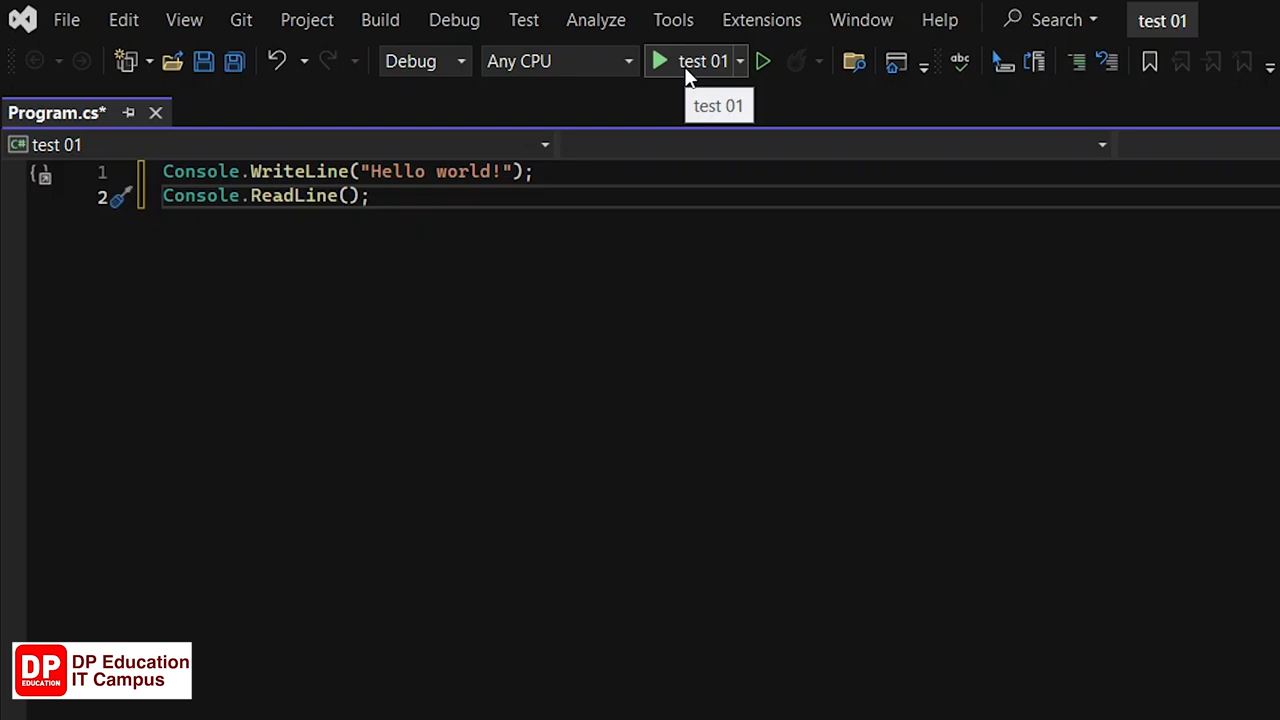 File Edit View Git Project Build Debug Test Analyze Tools Extensions Window Help Search test 01
Debug Any CPU test 01
test 01
Program.cs*
C# test 01
1 Console.WriteLine("Hello world!");
2 Console.ReadLine();
DP EDUCATION
DP Education
IT Campus